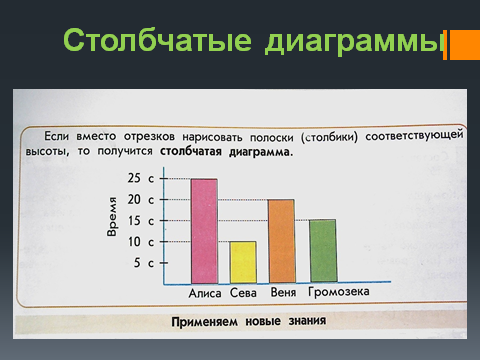 Столбчатые диаграммы
Если вместо отрезков нарисовать полоски (столбики) соответствующей
высоты, то получится столбчатая диаграмма.
Время
25 с
20 с
15 с
10 с
5 с
Алиса Сева Веня Громозека
Применяем новые знания